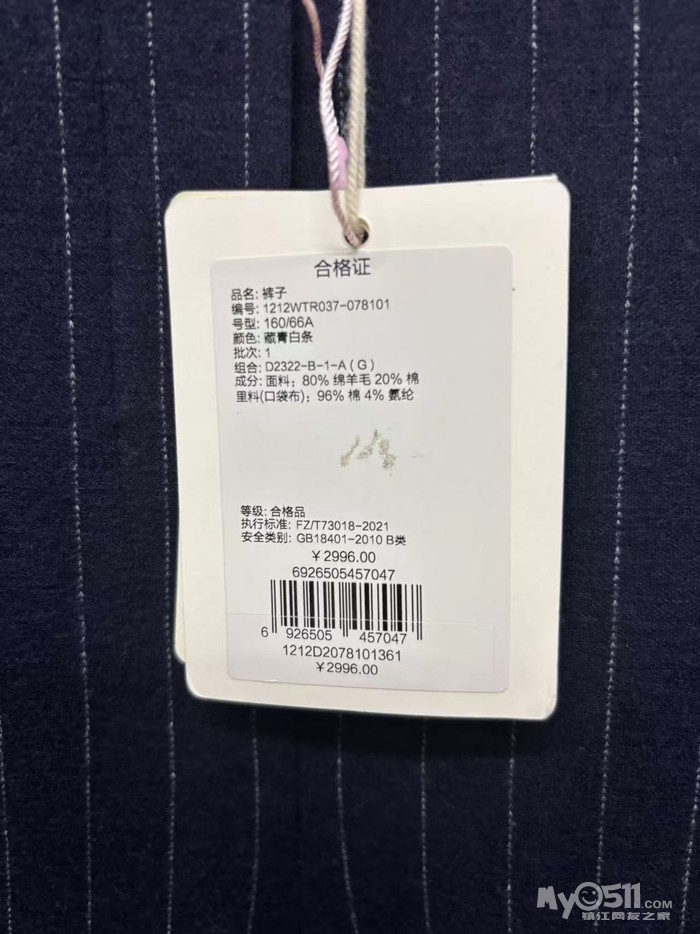 合格证
品名: 裤子
编号: 1212WTR037-078101
号型: 160/66A
颜色: 藏青白条
批次: 1
组合: D2322-B-1-A ( G )
成分: 面料: 80% 绵羊毛 20% 棉
里料(口袋布): 96% 棉 4% 氨纶
等级: 合格品
执行标准: FZ/T73018-2021
安全类别: GB18401-2010 B类
￥2996.00
6926505457047
6 926505 457047
1212D2078101361
￥2996.00
My0511.COM
镇江网友之家